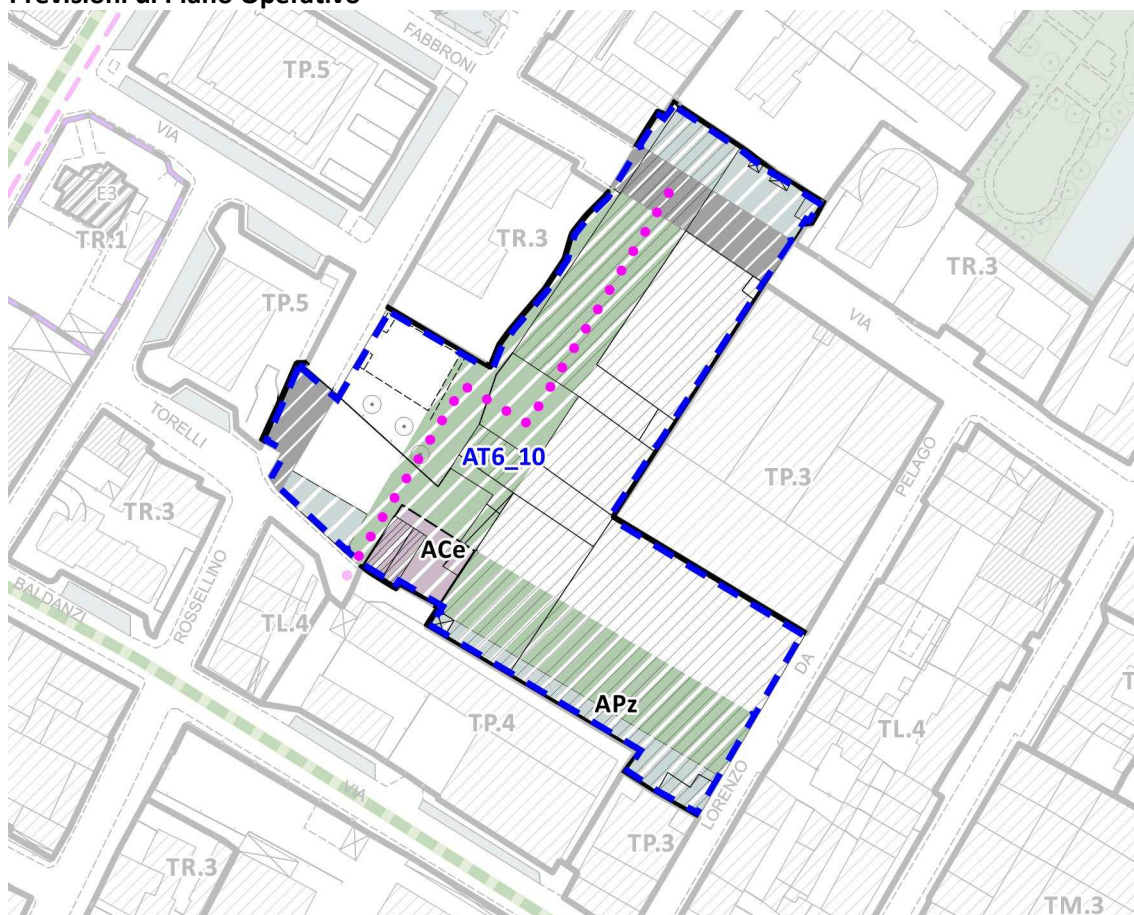 Previsioni di Piano Operativo
FABBRONI
TP.5
VIA
E3
TR.1
TR.3
TR.3
TP.5
VIA
TORELLI
AT6_10
PELAGO
TP.3
TR.3
ACe
BALDANZI
ROSSELLINO
TL.4
DA
APz
TP.4
TL.4
VIA
LORENZO
TP.3
TR.3
TM.3